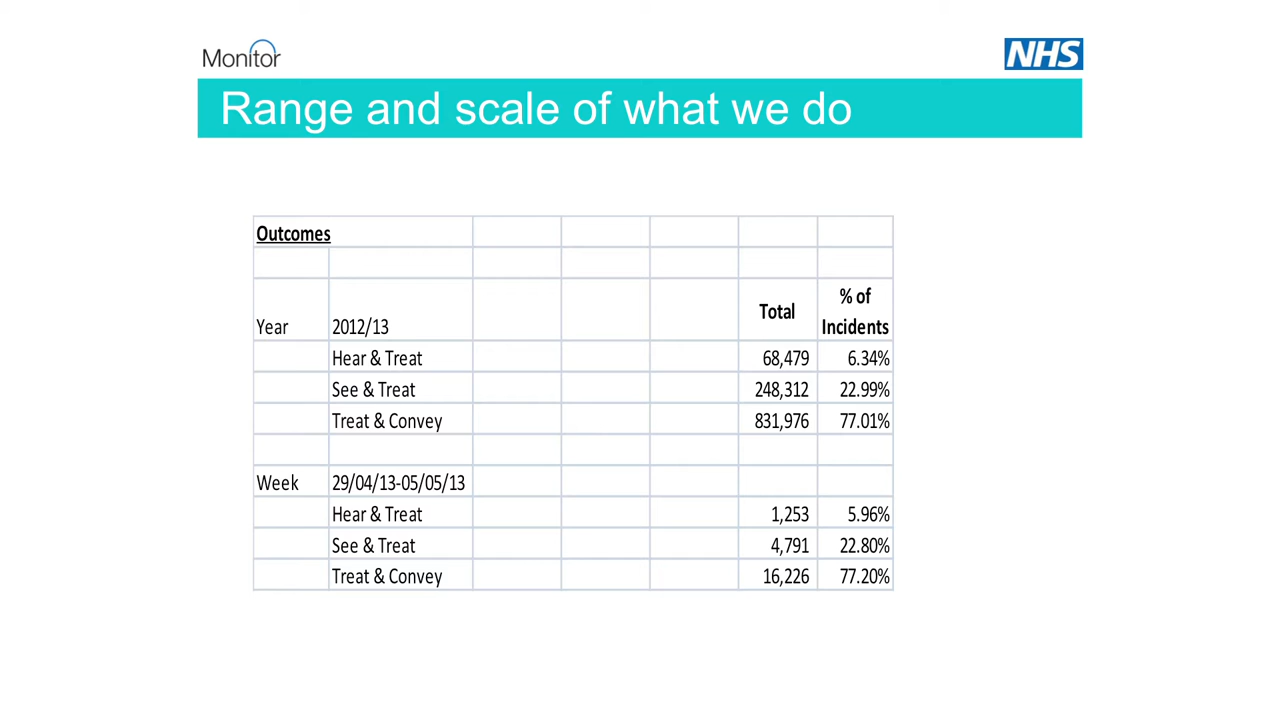 Monitor
NHS
Range and scale of what we do
Outcomes
Year 2012/13 Total % of Incidents
Hear & Treat 68,479 6.34%
See & Treat 248,312 22.99%
Treat & Convey 831,976 77.01%
Week 29/04/13-05/05/13
Hear & Treat 1,253 5.96%
See & Treat 4,791 22.80%
Treat & Convey 16,226 77.20%